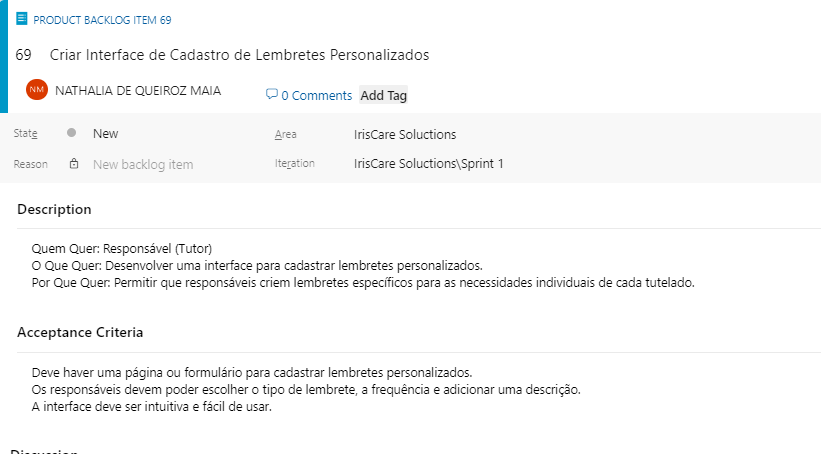 PRODUCT BACKLOG ITEM 69
69 Criar Interface de Cadastro de Lembretes Personalizados
NM NATHALIA DE QUEIROZ MAIA 0 Comments Add Tag
State New Area IrisCare Soluctions
Reason New backlog item Iteration IrisCare Soluctions\Sprint 1
Description
Quem Quer: Responsável (Tutor)
O Que Quer: Desenvolver uma interface para cadastrar lembretes personalizados.
Por Que Quer: Permitir que responsáveis criem lembretes específicos para as necessidades individuais de cada tutelado.
Acceptance Criteria
Deve haver uma página ou formulário para cadastrar lembretes personalizados.
Os responsáveis devem poder escolher o tipo de lembrete, a frequência e adicionar uma descrição.
A interface deve ser intuitiva e fácil de usar.
Discussion